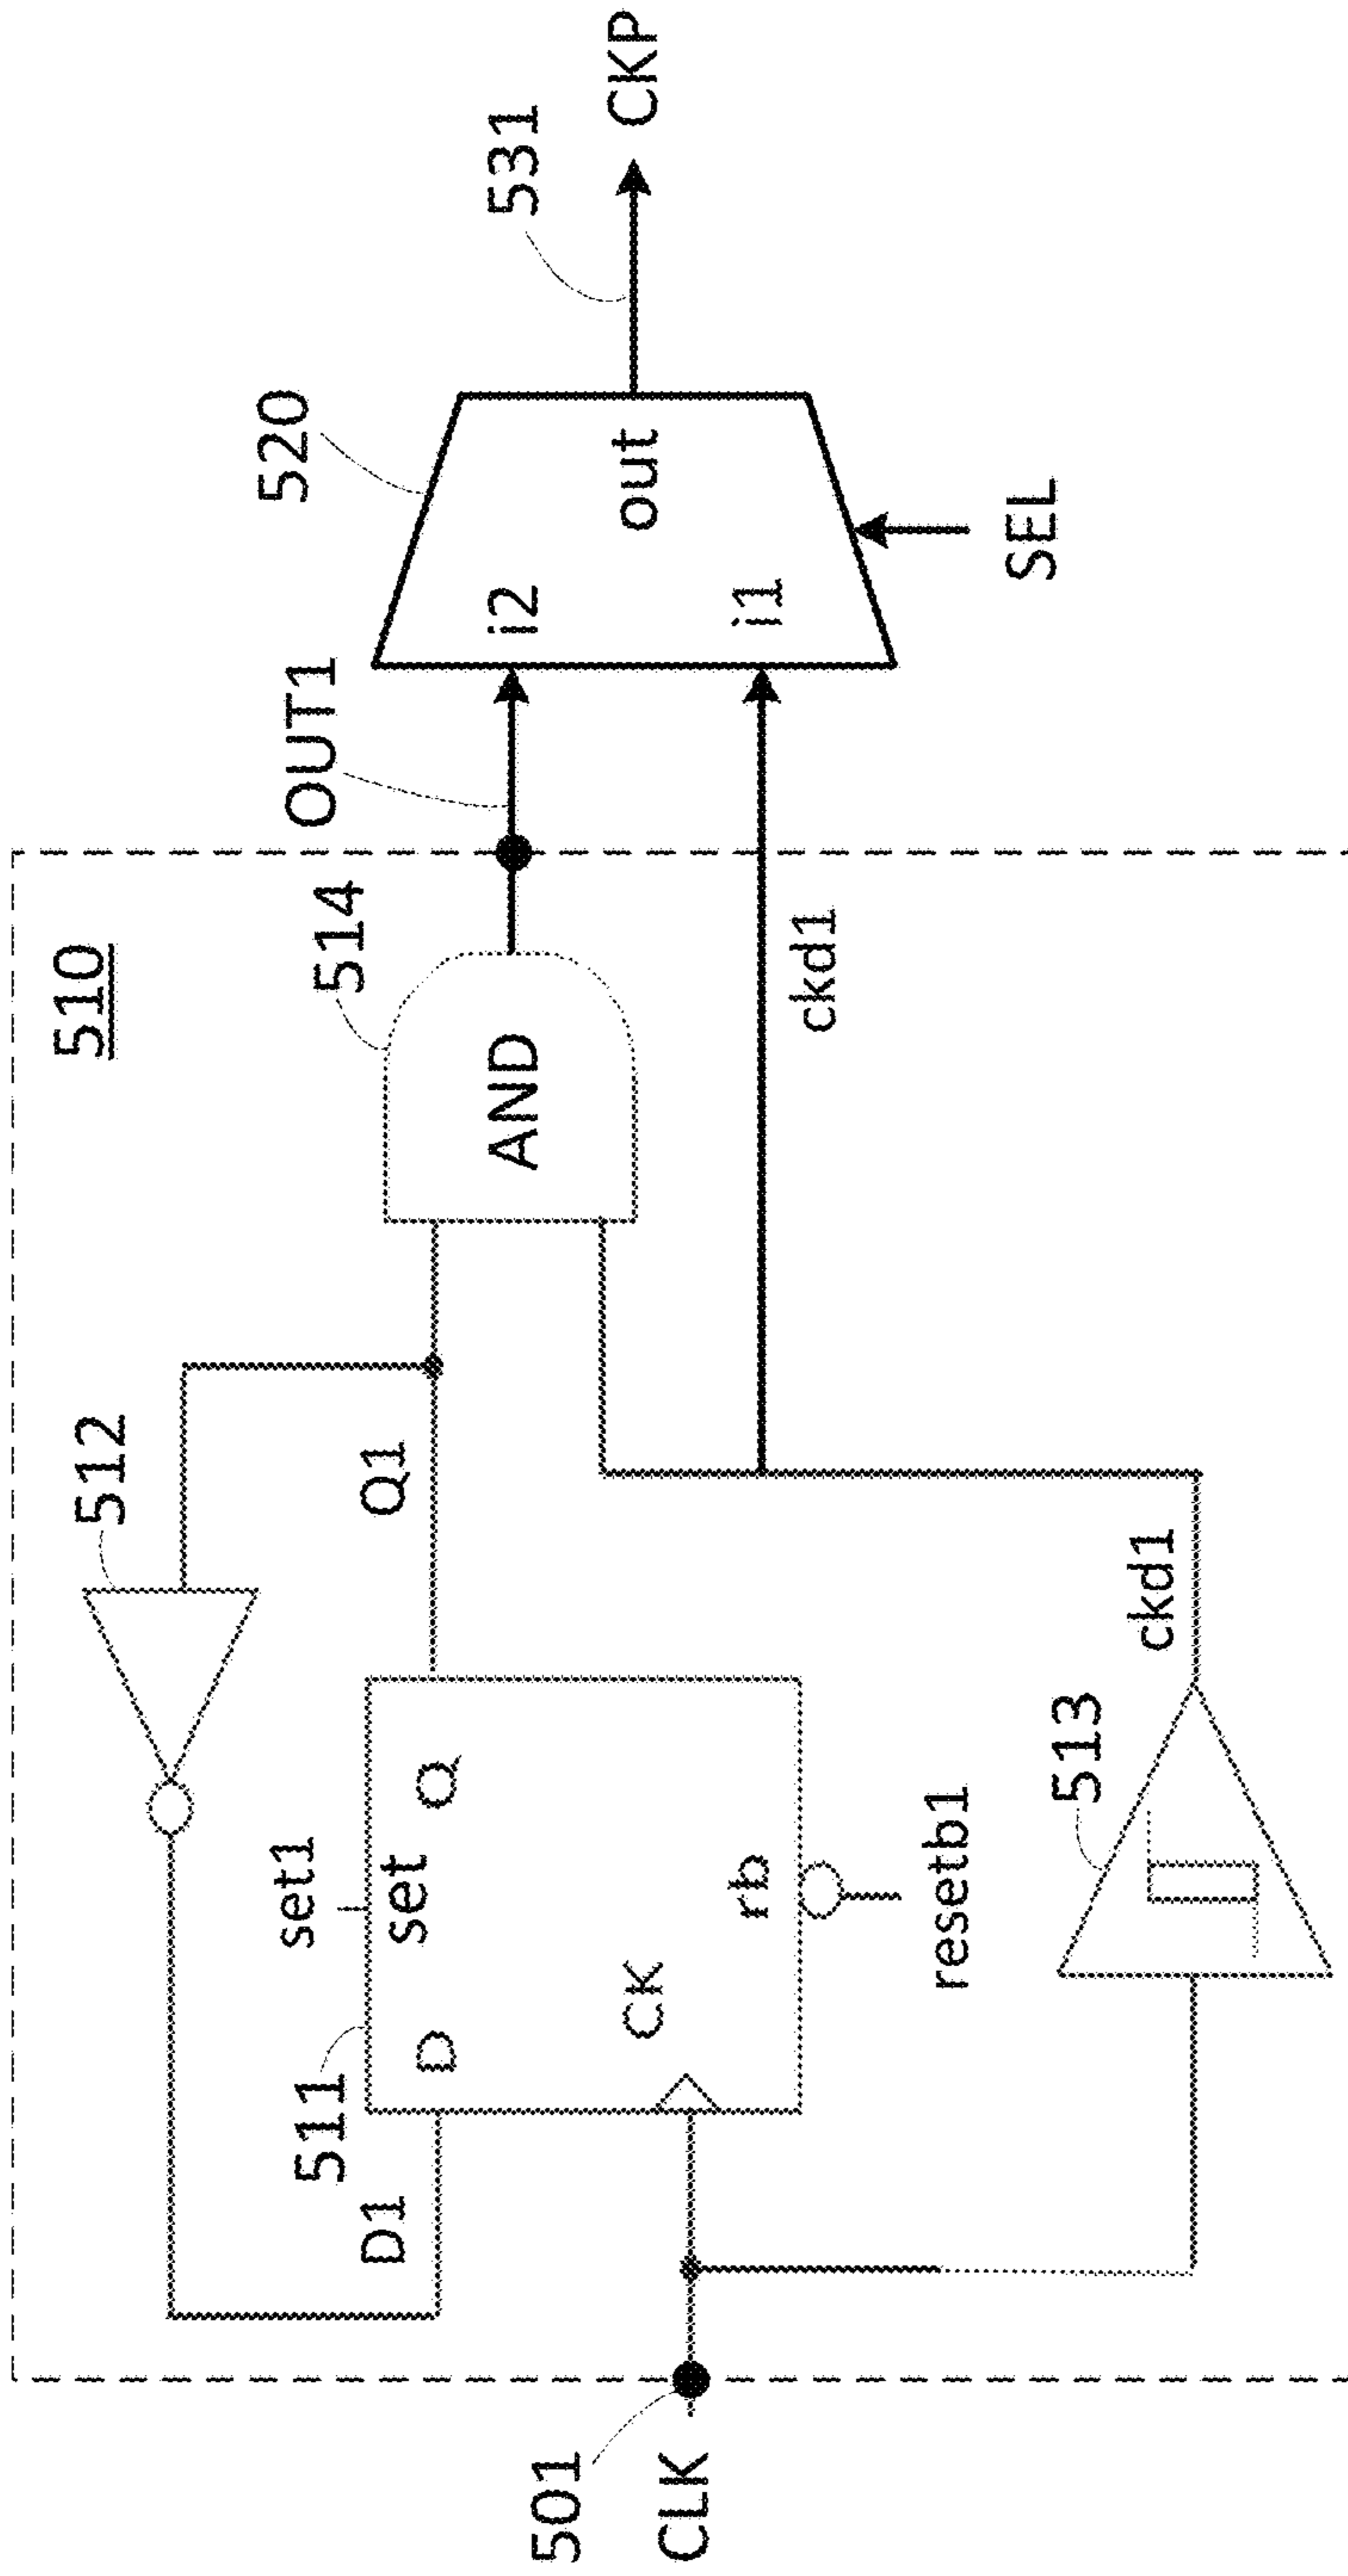 510
512
set1
511
D1
D
set
Q
Q1
CK
rb
resetb1
514
AND
OUT1
520
i2
i1
out
531
CKP
SEL
501
CLK
513
ckd1
ckd1